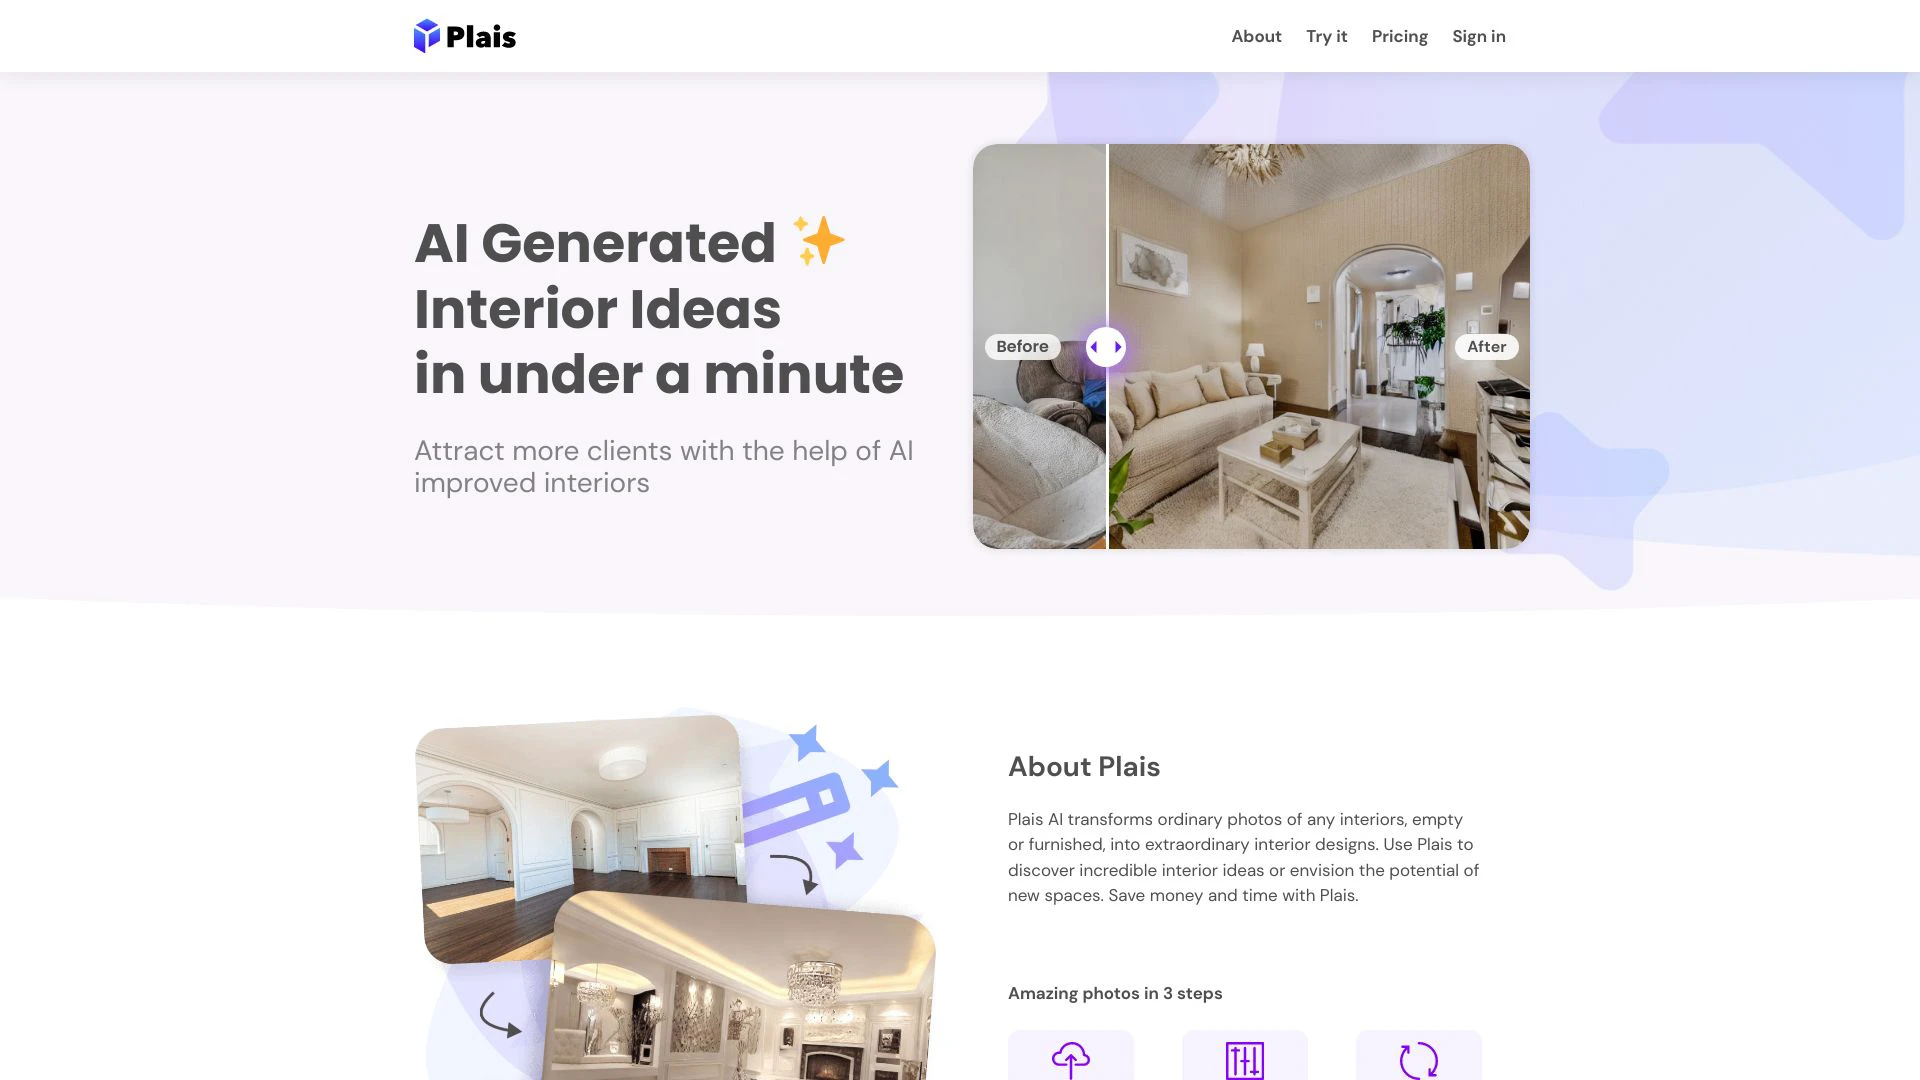 Plais
About
Try it
Pricing
Sign in
AI Generated ✨
Interior Ideas
in under a minute
Attract more clients with the help of AI
improved interiors
Before
After
About Plais
Plais AI transforms ordinary photos of any interiors, empty
or furnished, into extraordinary interior designs. Use Plais to
discover incredible interior ideas or envision the potential of
new spaces. Save money and time with Plais.
Amazing photos in 3 steps